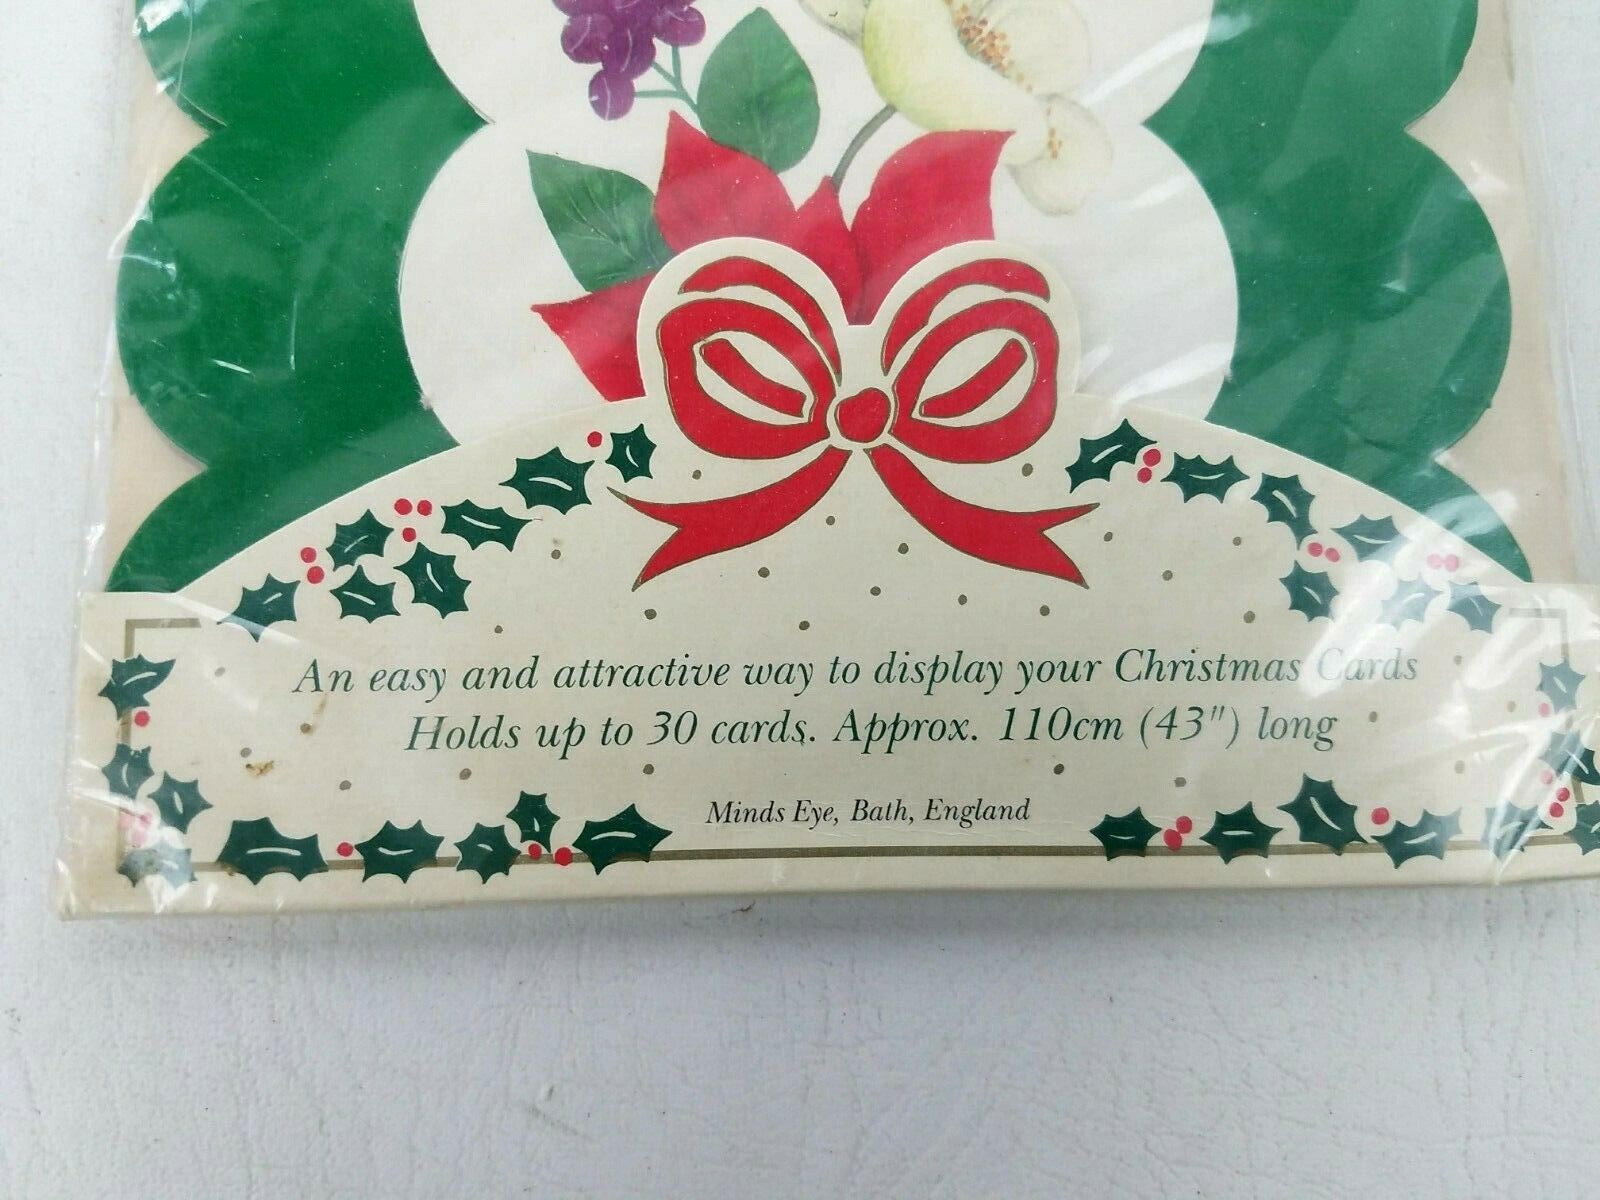 An easy and attractive way to display your Christmas Cards
Holds up to 30 cards. Approx. 110cm (43") long
Minds Eye, Bath, England